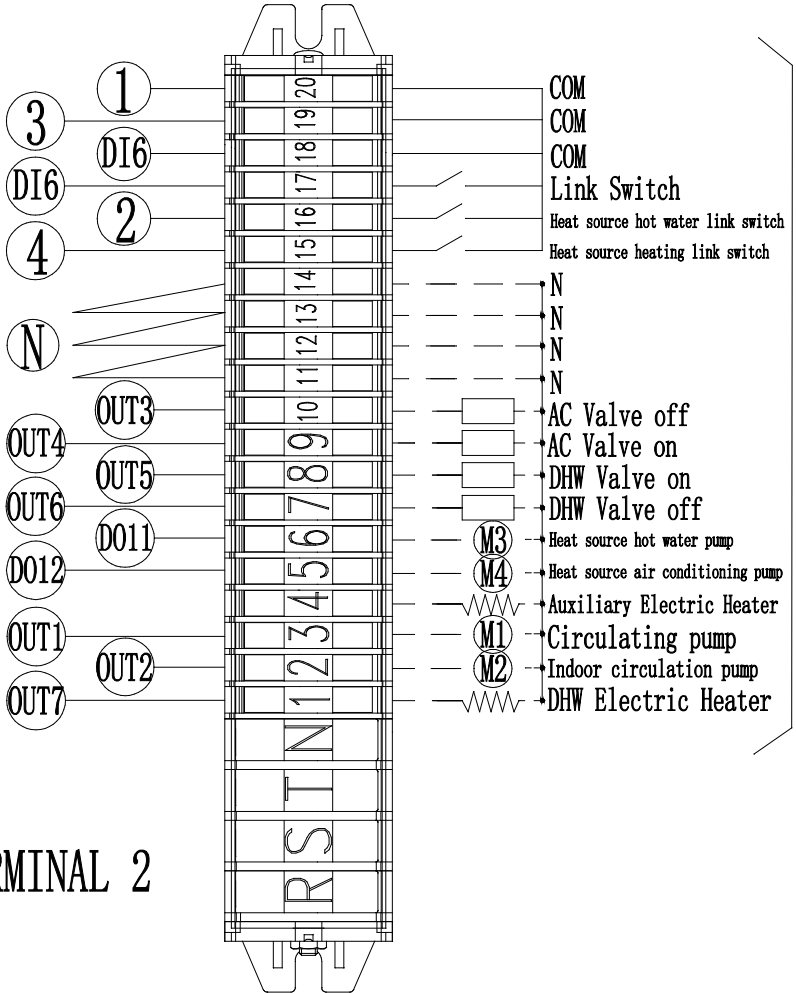 1 20 COM
3 19 COM
DI6 18 COM
DI6 17 Link Switch
2 16 Heat source hot water link switch
4 15 Heat source heating link switch
14 N
13 N
N 12 N
11 N
OUT3 10 AC Valve off
OUT4 9 AC Valve on
OUT5 8 DHW Valve on
OUT6 7 DHW Valve off
DO11 6 M3 Heat source hot water pump
DO12 5 M4 Heat source air conditioning pump
4 Auxiliary Electric Heater
OUT1 3 M1 Circulating pump
OUT2 2 M2 Indoor circulation pump
OUT7 1 DHW Electric Heater
N
T
S
R
RMINAL 2